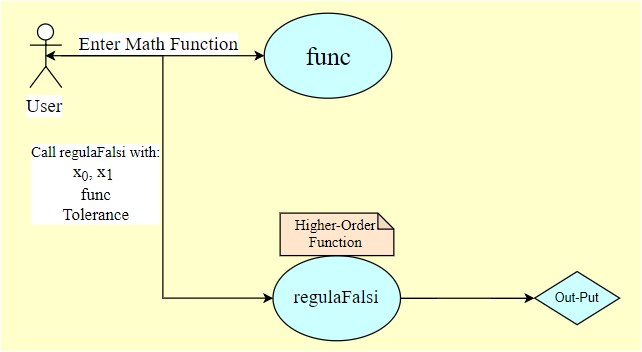 Enter Math Function
func
User
Call regulaFalsi with:
x₀, x₁
func
Tolerance
Higher-Order
Function
regulaFalsi
Out-Put